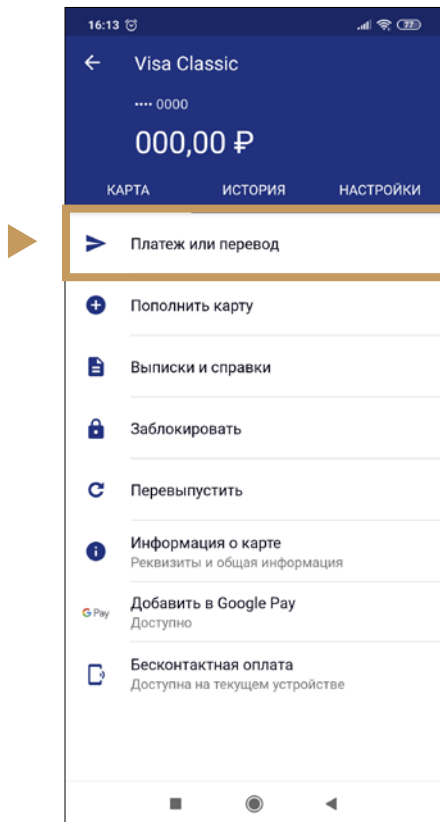 16:13 77
Visa Classic
•••• 0000
000,00 ₽
КАРТА ИСТОРИЯ НАСТРОЙКИ
Платеж или перевод
Пополнить карту
Выписки и справки
Заблокировать
Перевыпустить
Информация о карте
Реквизиты и общая информация
G Pay Добавить в Google Pay
Доступно
Бесконтактная оплата
Доступна на текущем устройстве